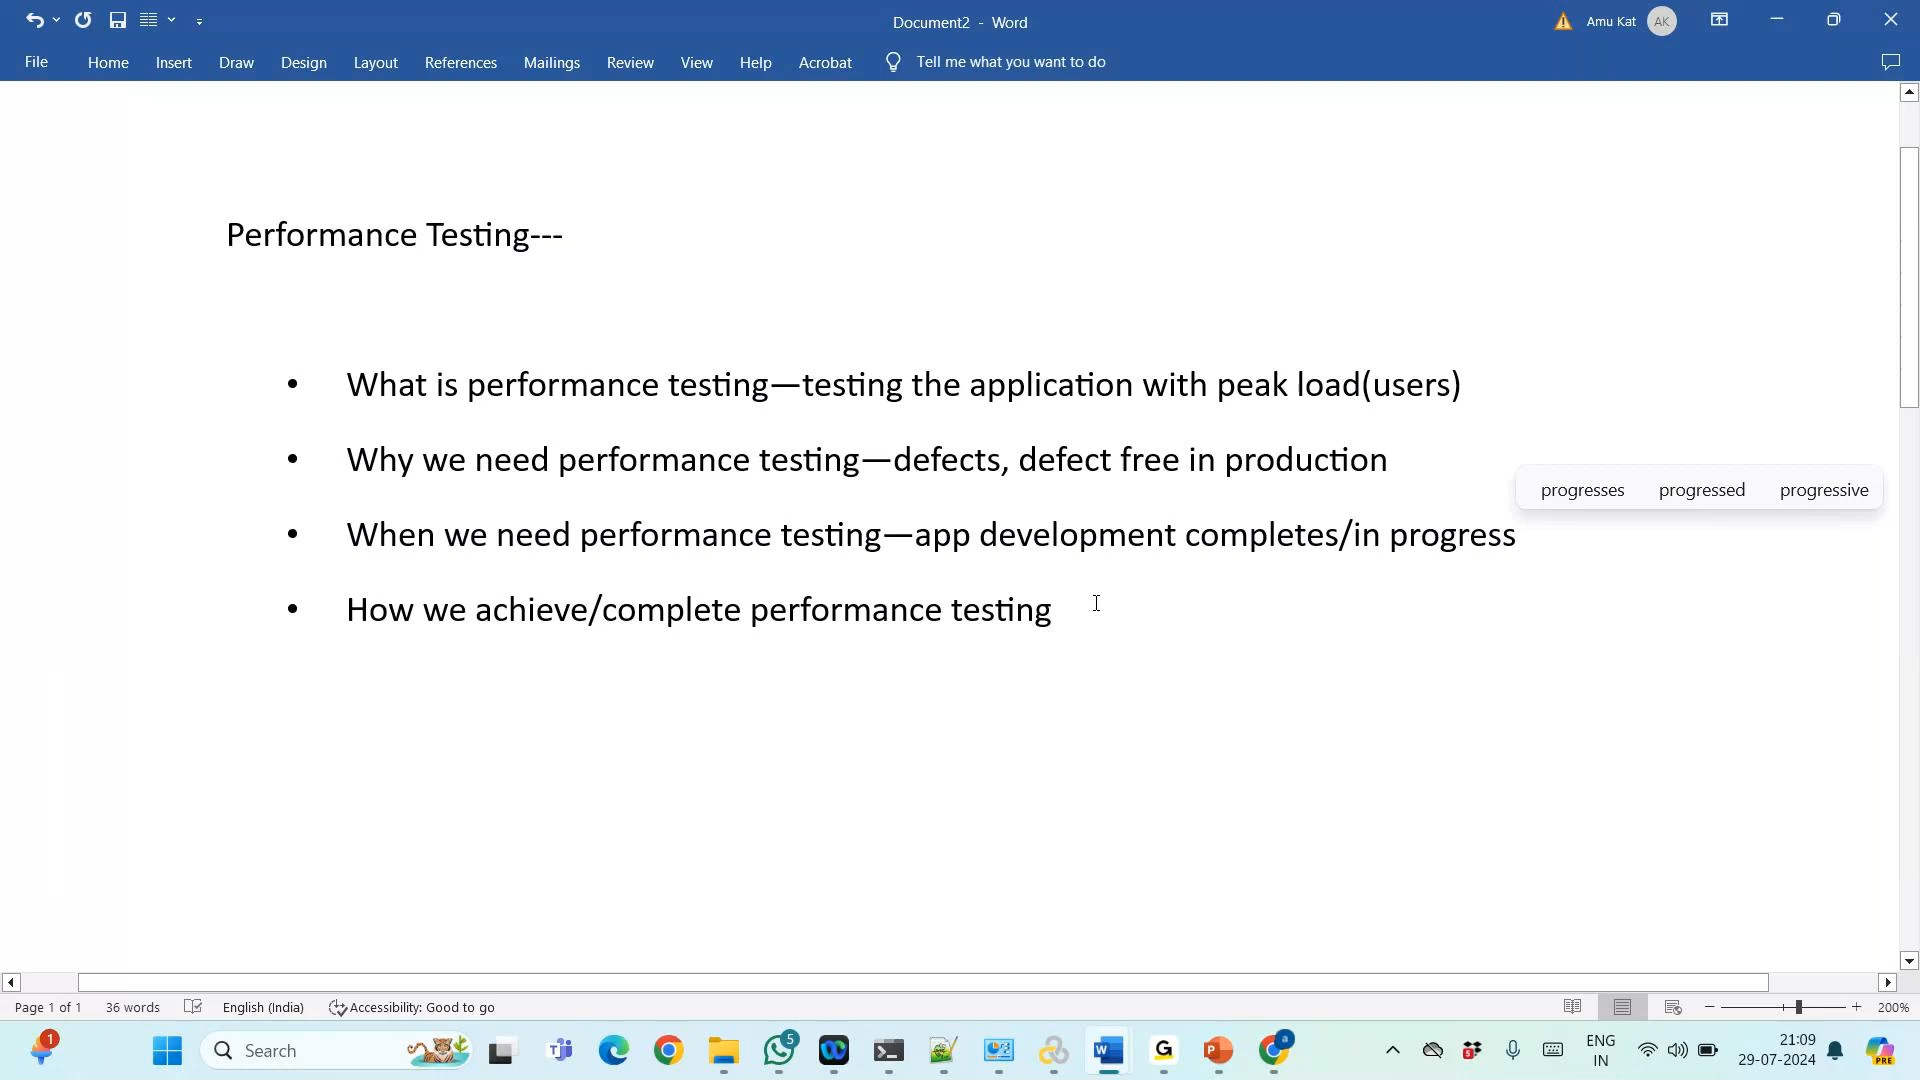 Document2 - Word
Amu Kat
AK
File
Home
Insert
Draw
Design
Layout
References
Mailings
Review
View
Help
Acrobat
Tell me what you want to do
Performance Testing---
• What is performance testing—testing the application with peak load(users)
• Why we need performance testing—defects, defect free in production
progresses progressed progressive
• When we need performance testing—app development completes/in progress
• How we achieve/complete performance testing
Page 1 of 1
36 words
English (India)
Accessibility: Good to go
200%
1
Search
5
W
G
P
a
5
ENG
IN
21:09
29-07-2024
PRE